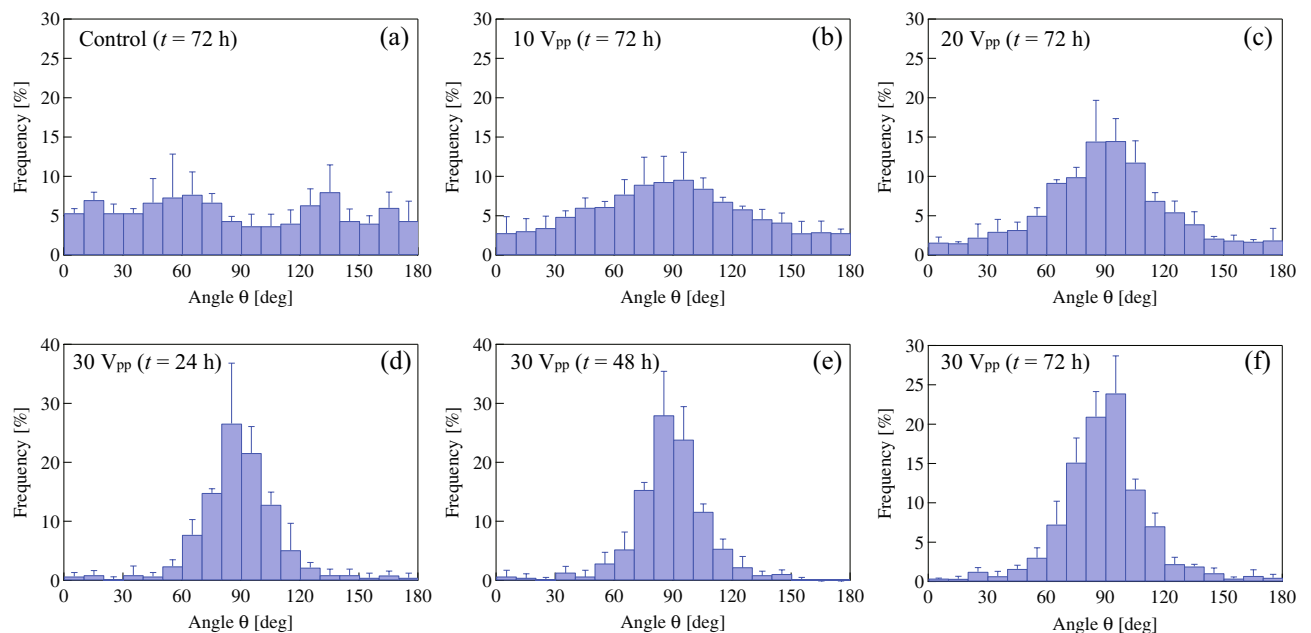 Control (t = 72 h) (a)
30
25
20
15
10
5
0
Frequency [%]
0 30 60 90 120 150 180
Angle θ [deg]
10 Vpp (t = 72 h) (b)
30
25
20
15
10
5
0
Frequency [%]
0 30 60 90 120 150 180
Angle θ [deg]
20 Vpp (t = 72 h) (c)
30
25
20
15
10
5
0
Frequency [%]
0 30 60 90 120 150 180
Angle θ [deg]
30 Vpp (t = 24 h) (d)
40
30
20
10
0
Frequency [%]
0 30 60 90 120 150 180
Angle θ [deg]
30 Vpp (t = 48 h) (e)
40
30
20
10
0
Frequency [%]
0 30 60 90 120 150 180
Angle θ [deg]
30 Vpp (t = 72 h) (f)
30
25
20
15
10
5
0
Frequency [%]
0 30 60 90 120 150 180
Angle θ [deg]